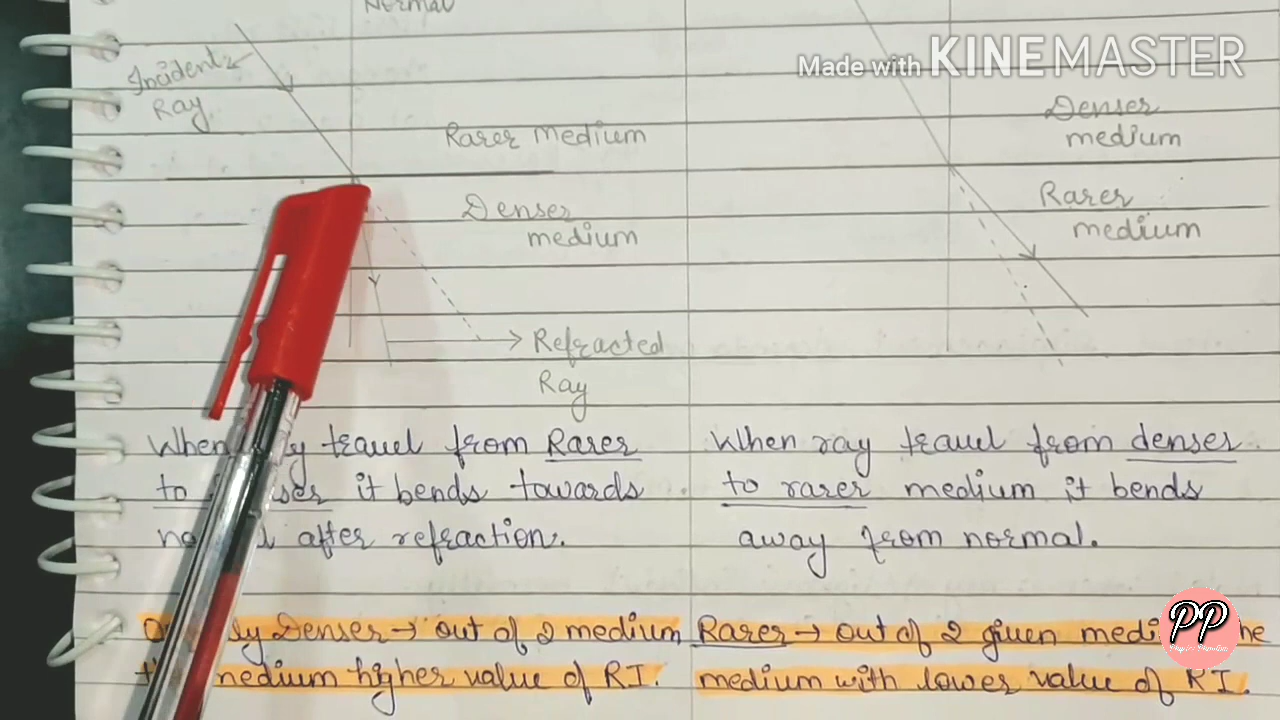 Normal
Made with KINEMASTER
Incident
Ray
Rarer medium
Denser
medium
Refracted
Ray
Denser
medium
Rarer
medium
When travel from Rarer
to it bends towards
after refraction.
When ray travel from denser
to rarer medium it bends
away from normal.
Denser → out of 2 medium
medium higher value of RI.
Rarer → out of 2 given
medium with lower value of RI.
PP